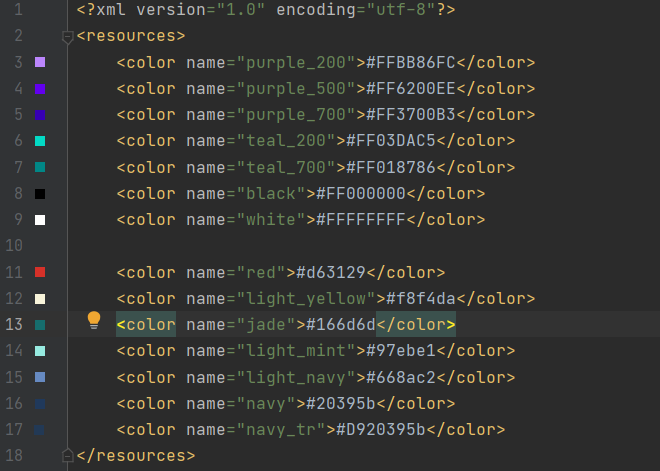 1 <?xml version="1.0" encoding="utf-8"?>
2 <resources>
3 <color name="purple_200">#FFBB86FC</color>
4 <color name="purple_500">#FF6200EE</color>
5 <color name="purple_700">#FF3700B3</color>
6 <color name="teal_200">#FF03DAC5</color>
7 <color name="teal_700">#FF018786</color>
8 <color name="black">#FF000000</color>
9 <color name="white">#FFFFFFFF</color>
10
11 <color name="red">#d63129</color>
12 <color name="light_yellow">#f8f4da</color>
13 <color name="jade">#166d6d</color>
14 <color name="light_mint">#97ebe1</color>
15 <color name="light_navy">#668ac2</color>
16 <color name="navy">#20395b</color>
17 <color name="navy_tr">#D920395b</color>
18 </resources>